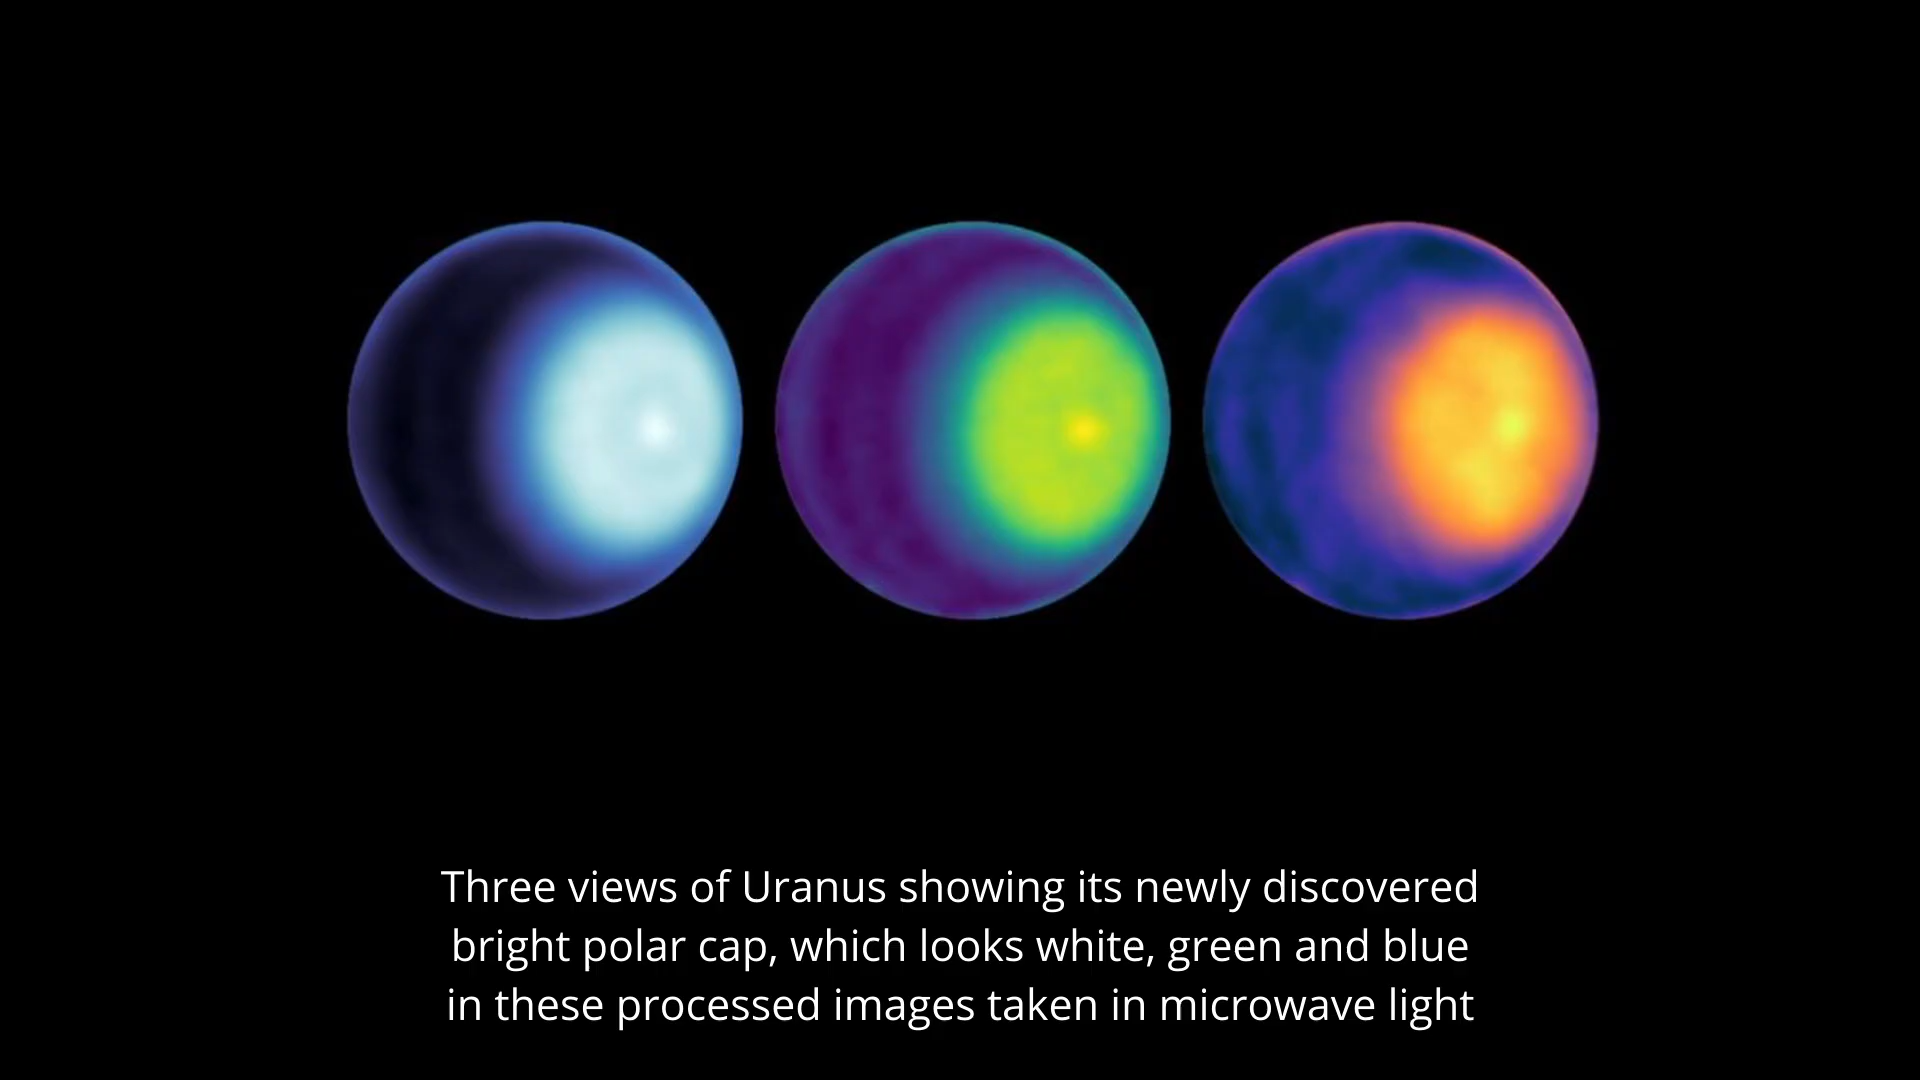 Three views of Uranus showing its newly discovered
bright polar cap, which looks white, green and blue
in these processed images taken in microwave light